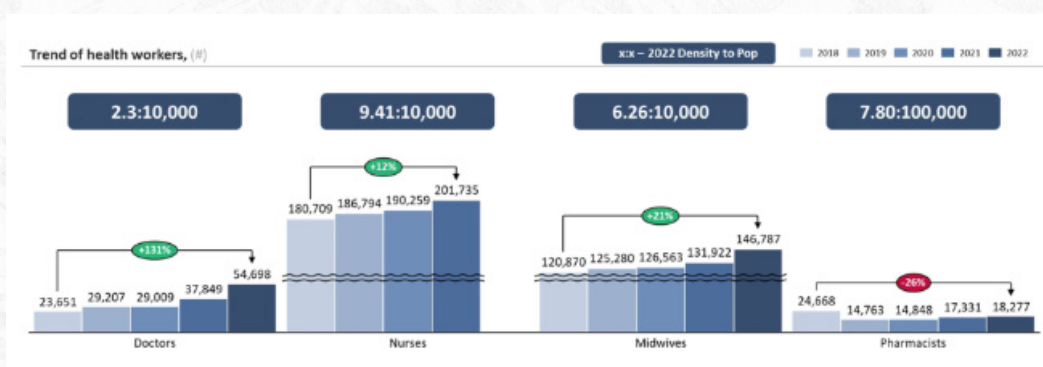 Trend of health workers, (#)
x:x – 2022 Density to Pop
2018 2019 2020 2021 2022
2.3:10,000
9.41:10,000
6.26:10,000
7.80:100,000
+131%
23,651 29,207 29,009 37,849 54,698
Doctors
+12%
180,709 186,794 190,259 201,735
Nurses
+21%
120,870 125,280 126,563 131,922 146,787
Midwives
-26%
24,668 14,763 14,848 17,331 18,277
Pharmacists